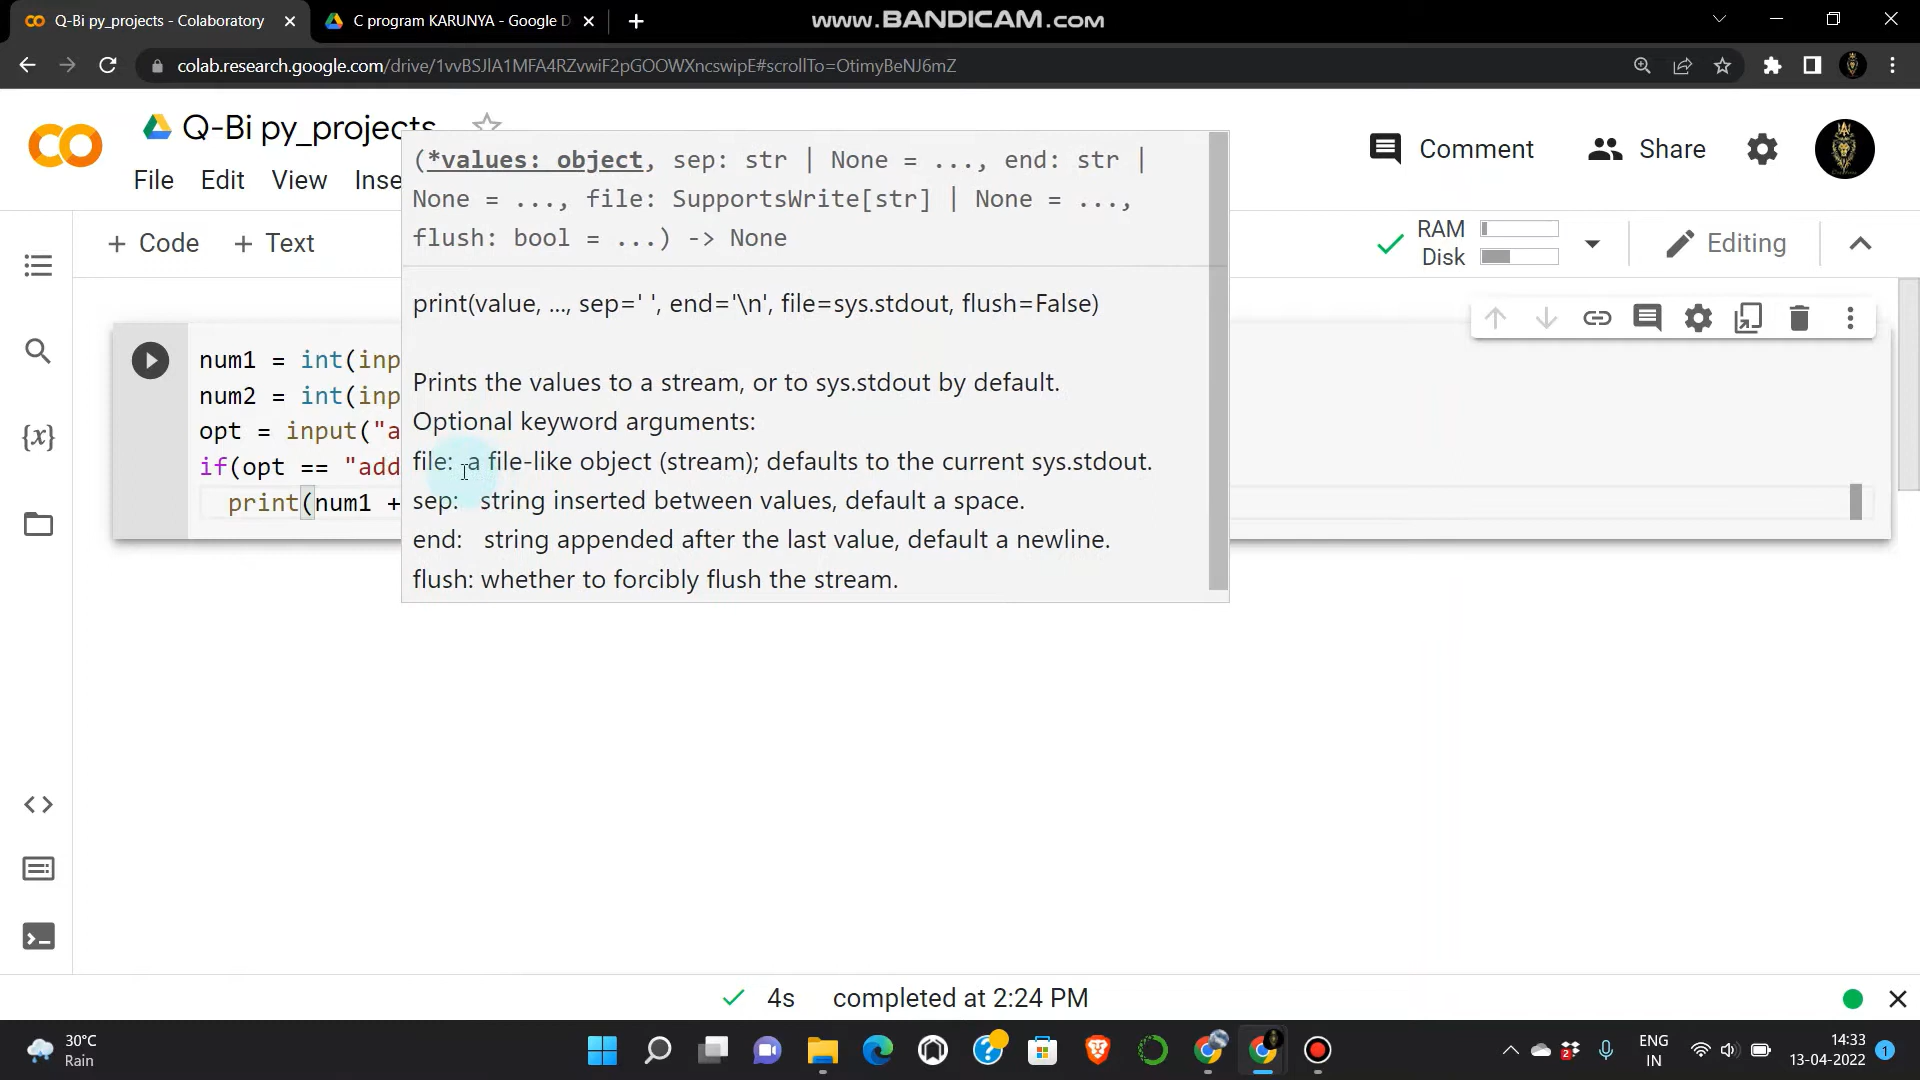 Q-Bi py_projects - Colaboratory
C program KARUNYA - Google D
www.BANDICAM.com
colab.research.google.com/drive/1vvBSJlA1MFA4RZvwiF2pGOOWXncswipE#scrollTo=OtimyBeNJ6mZ
Q-Bi py_projects
File Edit View Inse
Comment
Share
+ Code + Text
RAM
Disk
Editing
(*values: object, sep: str | None = ..., end: str |
None = ..., file: SupportsWrite[str] | None = ...,
flush: bool = ...) -> None
print(value, ..., sep=' ', end='\n', file=sys.stdout, flush=False)
Prints the values to a stream, or to sys.stdout by default.
Optional keyword arguments:
file: a file-like object (stream); defaults to the current sys.stdout.
sep: string inserted between values, default a space.
end: string appended after the last value, default a newline.
flush: whether to forcibly flush the stream.
num1 = int(inp
num2 = int(inp
opt = input("a
if(opt == "add
print(num1 +
{x}
4s completed at 2:24 PM
30°C
Rain
2
ENG
IN
14:33
13-04-2022
1